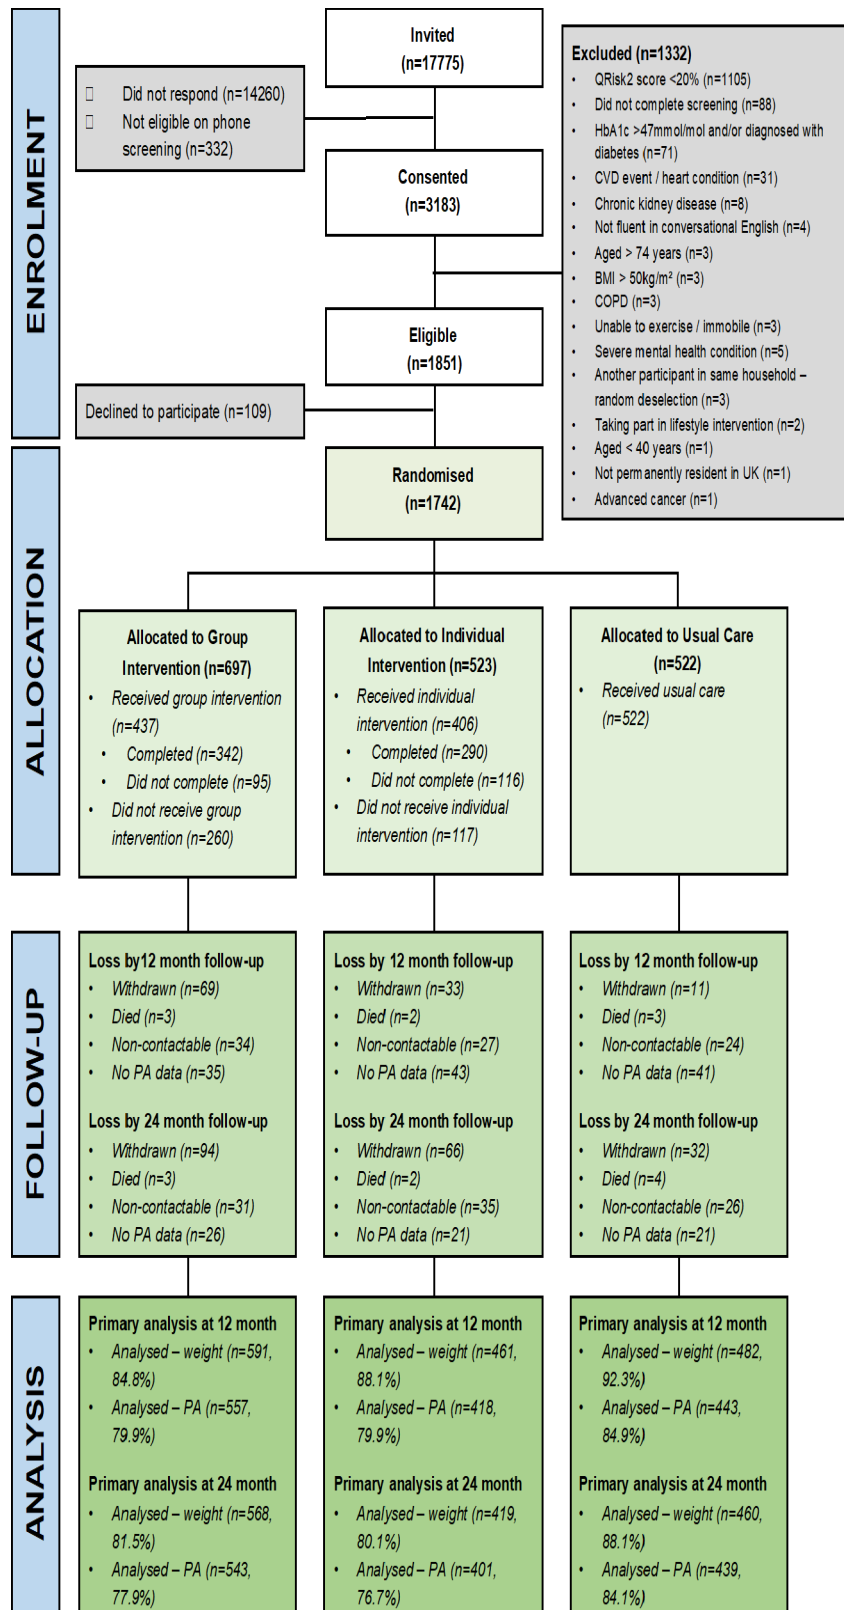 ENROLMENT
Invited
(n=17775)
Did not respond (n=14260)
Not eligible on phone
screening (n=332)
Consented
(n=3183)
Excluded (n=1332)
• QRisk2 score <20% (n=1105)
• Did not complete screening (n=88)
• HbA1c >47mmol/mol and/or diagnosed with
diabetes (n=71)
• CVD event / heart condition (n=31)
• Chronic kidney disease (n=8)
• Not fluent in conversational English (n=4)
• Aged > 74 years (n=3)
• BMI > 50kg/m² (n=3)
• COPD (n=3)
• Unable to exercise / immobile (n=3)
• Severe mental health condition (n=5)
• Another participant in same household –
random deselection (n=3)
• Taking part in lifestyle intervention (n=2)
• Aged < 40 years (n=1)
• Not permanently resident in UK (n=1)
• Advanced cancer (n=1)
Eligible
(n=1851)
Declined to participate (n=109)
ALLOCATION
Randomised
(n=1742)
Allocated to Group
Intervention (n=697)
• Received group intervention
(n=437)
• Completed (n=342)
• Did not complete (n=95)
• Did not receive group
intervention (n=260)
Allocated to Individual
Intervention (n=523)
• Received individual
intervention (n=406)
• Completed (n=290)
• Did not complete (n=116)
• Did not receive individual
intervention (n=117)
Allocated to Usual Care
(n=522)
• Received usual care
(n=522)
FOLLOW-UP
Loss by12 month follow-up
• Withdrawn (n=69)
• Died (n=3)
• Non-contactable (n=34)
• No PA data (n=35)
Loss by 24 month follow-up
• Withdrawn (n=94)
• Died (n=3)
• Non-contactable (n=31)
• No PA data (n=26)
Loss by 12 month follow-up
• Withdrawn (n=33)
• Died (n=2)
• Non-contactable (n=27)
• No PA data (n=43)
Loss by 24 month follow-up
• Withdrawn (n=66)
• Died (n=2)
• Non-contactable (n=35)
• No PA data (n=21)
Loss by 12 month follow-up
• Withdrawn (n=11)
• Died (n=3)
• Non-contactable (n=24)
• No PA data (n=41)
Loss by 24 month follow-up
• Withdrawn (n=32)
• Died (n=4)
• Non-contactable (n=26)
• No PA data (n=21)
ANALYSIS
Primary analysis at 12 month
• Analysed – weight (n=591,
84.8%)
• Analysed – PA (n=557,
79.9%)
Primary analysis at 24 month
• Analysed – weight (n=568,
81.5%)
• Analysed – PA (n=543,
77.9%)
Primary analysis at 12 month
• Analysed – weight (n=461,
88.1%)
• Analysed – PA (n=418,
79.9%)
Primary analysis at 24 month
• Analysed – weight (n=419,
80.1%)
• Analysed – PA (n=401,
76.7%)
Primary analysis at 12 month
• Analysed – weight (n=482,
92.3%)
• Analysed – PA (n=443,
84.9%)
Primary analysis at 24 month
• Analysed – weight (n=460,
88.1%)
• Analysed – PA (n=439,
84.1%)